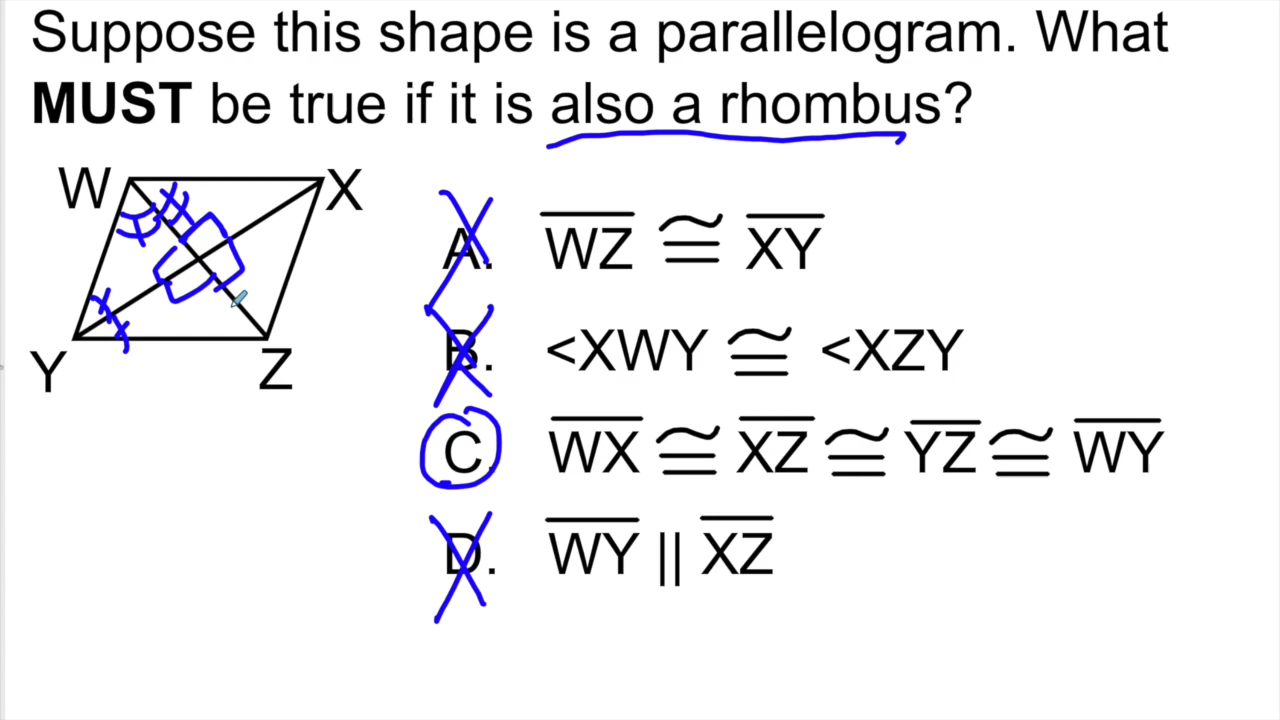 Suppose this shape is a parallelogram. What
MUST be true if it is also a rhombus?
W
X
Y
Z
A. WZ ≅ XY
B. <XWY ≅ <XZY
C. WX ≅ XZ ≅ YZ ≅ WY
D. WY || XZ